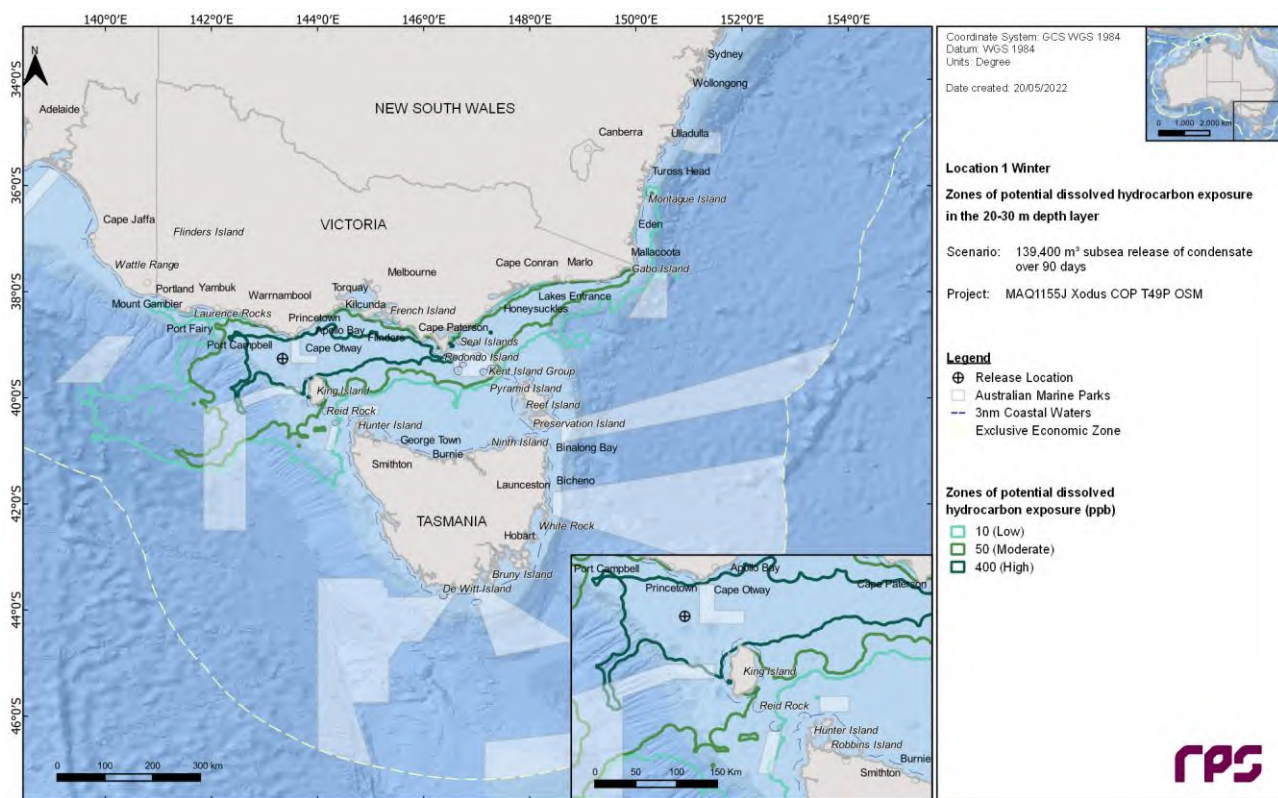 140°0'E 142°0'E 144°0'E 146°0'E 148°0'E 150°0'E 152°0'E 154°0'E
34°0'S
36°0'S
38°0'S
40°0'S
42°0'S
44°0'S
46°0'S
N
Sydney
Wollongong
Adelaide
NEW SOUTH WALES
Canberra
Ulladulla
Tuross Head
Montague Island
Cape Jaffa
Flinders Island
VICTORIA
Eden
Mallacoota
Wattle Range
Melbourne
Cape Conran
Marlo
Gabo Island
Portland
Yambuk
Torquay
Mount Gambier
Warrnambool
Kilcunda
Lakes Entrance
Laurence Rocks
Princetown
French Island
Honeysuckles
Port Fairy
Apollo Bay
Flinders
Cape Paterson
Port Campbell
Cape Otway
Seal Islands
Rodondo Island
Kent Island Group
King Island
Pyramid Island
Reid Rock
Reef Island
Hunter Island
Preservation Island
George Town
Ninth Island
Burnie
Binalong Bay
Smithton
Launceston
Bicheno
TASMANIA
White Rock
Hobart
Bruny Island
De Witt Island
0 100 200 300 km
Port Campbell
Apollo Bay
Princetown
Cape Otway
Cape Paterson
King Island
Reid Rock
Hunter Island
Robbins Island
Burnie
Smithton
0 50 100 150 Km
Coordinate System: GCS WGS 1984
Datum: WGS 1984
Units: Degree
Date created: 20/05/2022
0 1,000 2,000 km
Location 1 Winter
Zones of potential dissolved hydrocarbon exposure
in the 20-30 m depth layer
Scenario: 139,400 m³ subsea release of condensate
over 90 days
Project: MAQ1155J Xodus COP T49P OSM
Legend
Release Location
Australian Marine Parks
3nm Coastal Waters
Exclusive Economic Zone
Zones of potential dissolved
hydrocarbon exposure (ppb)
10 (Low)
50 (Moderate)
400 (High)
rps